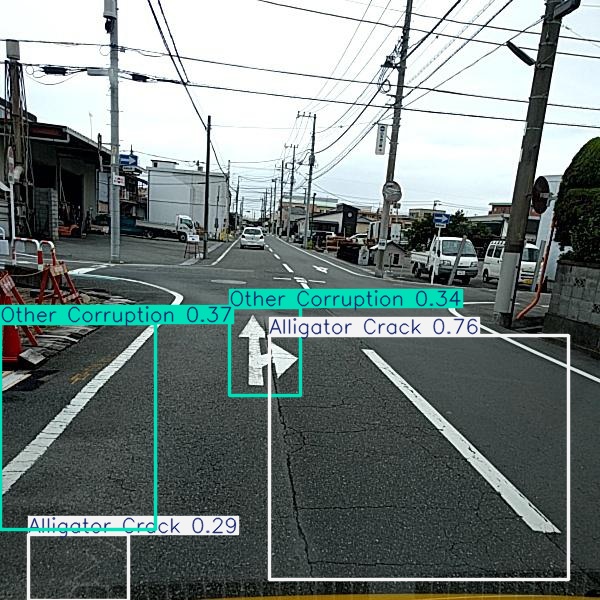 Other Corruption 0.34
Other Corruption 0.37
Alligator Crack 0.76
Alligator Crack 0.29